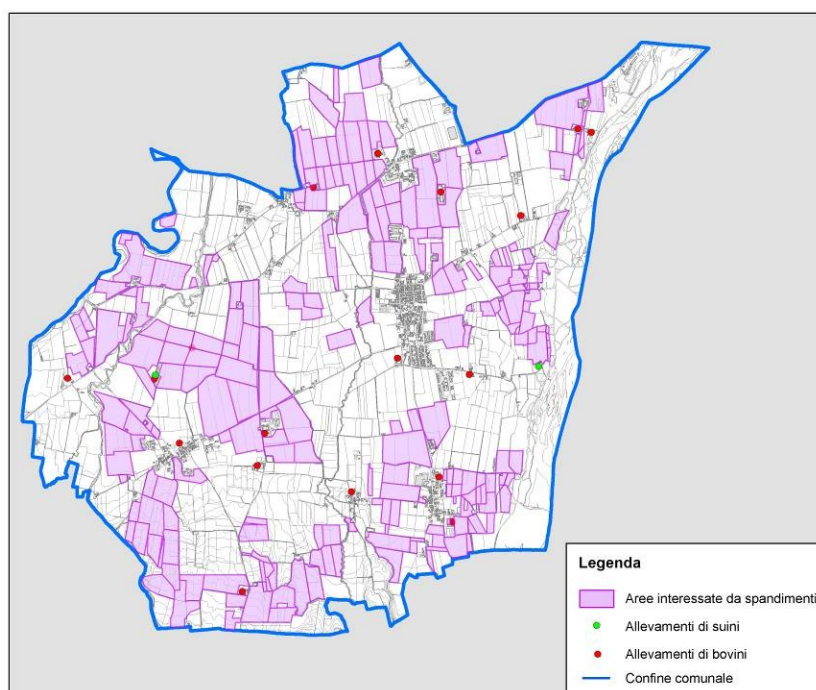 Legenda
Aree interessate da spandimenti
Allevamenti di suini
Allevamenti di bovini
Confine comunale